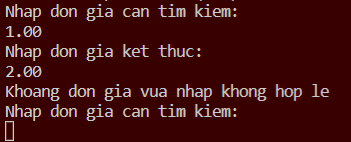 Nhap don gia can tim kiem:
1.00
Nhap don gia ket thuc:
2.00
Khoang don gia vua nhap khong hop le
Nhap don gia can tim kiem: